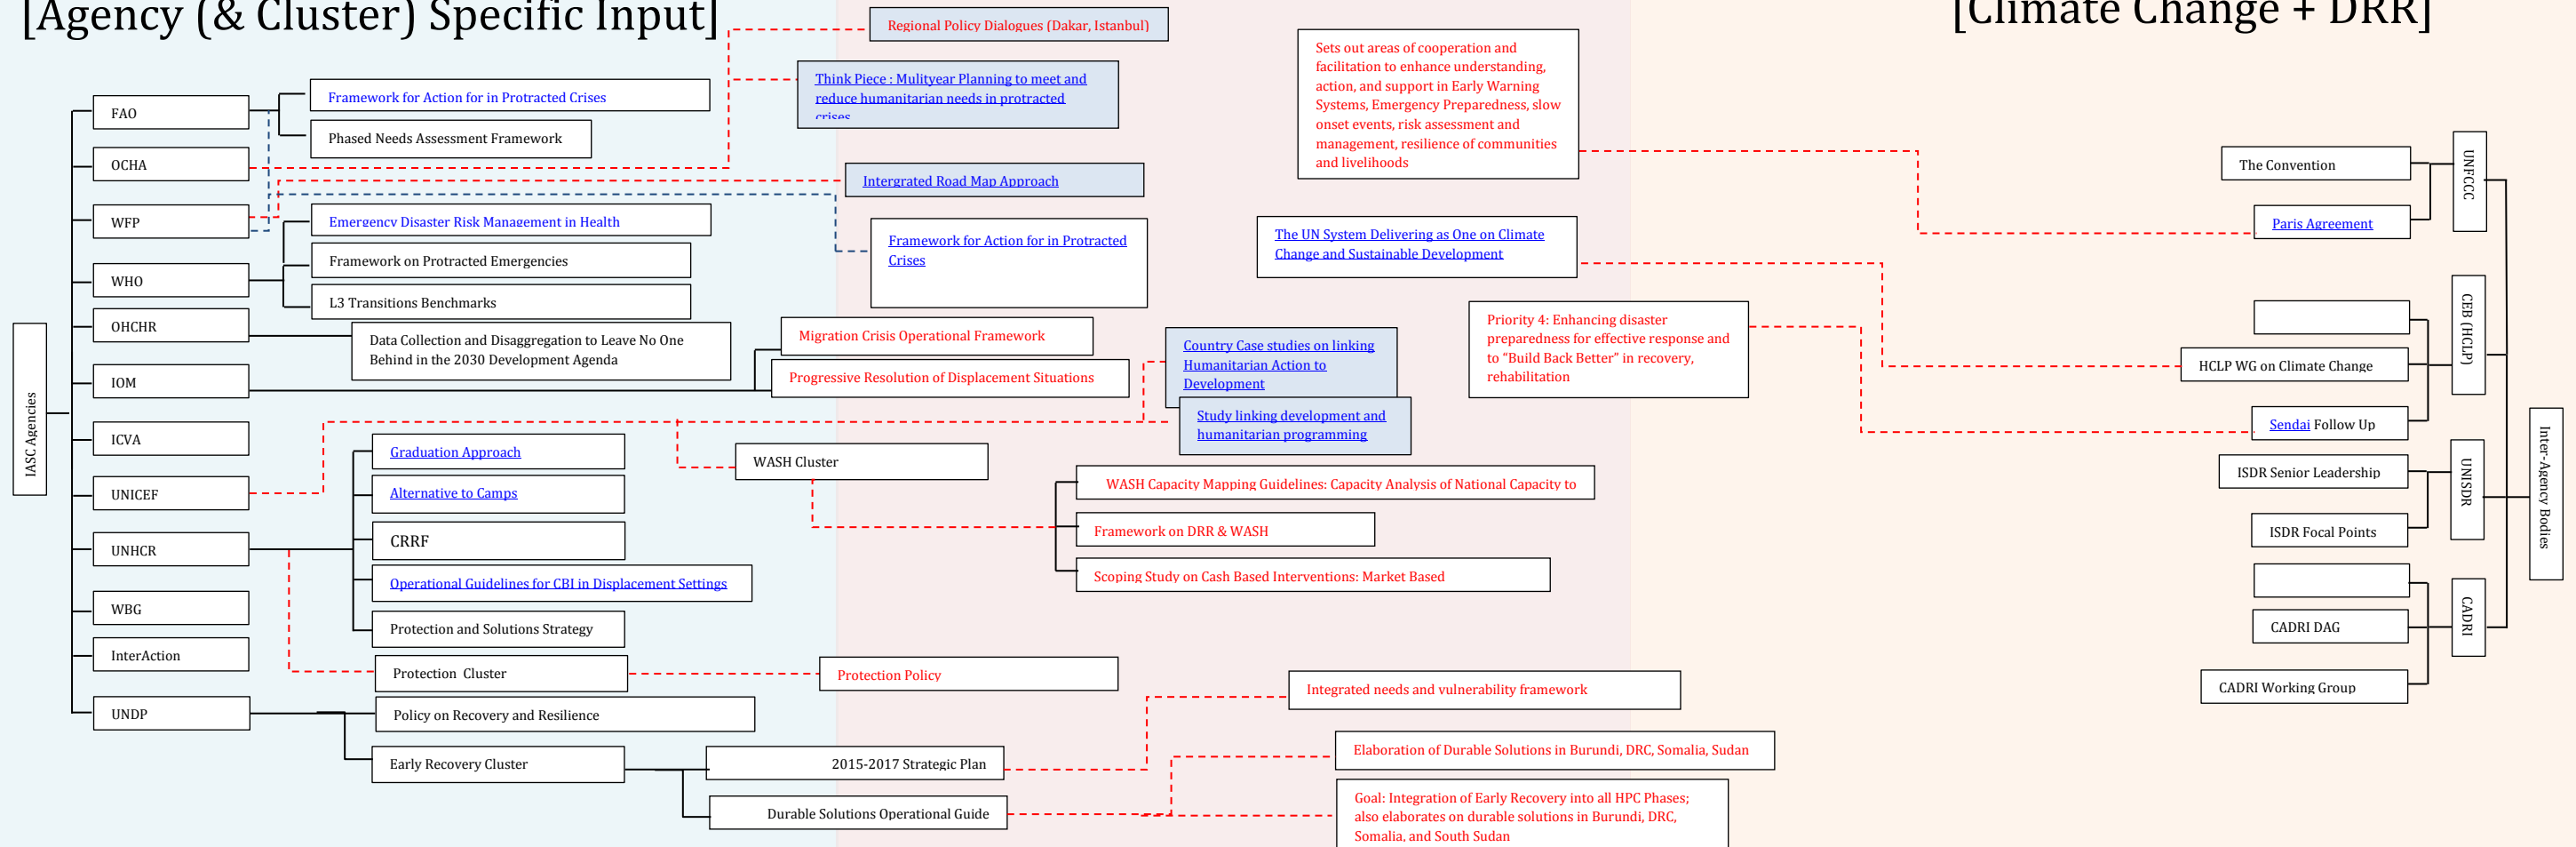 [Agency (& Cluster) Specific Input]
[Climate Change + DRR]
IASC Agencies
FAO
OCHA
WFP
WHO
OHCHR
IOM
ICVA
UNICEF
UNHCR
WBG
InterAction
UNDP
Framework for Action for in Protracted Crises
Phased Needs Assessment Framework
Emergency Disaster Risk Management in Health
Framework on Protracted Emergencies
L3 Transitions Benchmarks
Data Collection and Disaggregation to Leave No One
Behind in the 2030 Development Agenda
Graduation Approach
Alternative to Camps
CRRF
Operational Guidelines for CBI in Displacement Settings
Protection and Solutions Strategy
Protection Cluster
Policy on Recovery and Resilience
Early Recovery Cluster
2015-2017 Strategic Plan
Durable Solutions Operational Guide
Regional Policy Dialogues (Dakar, Istanbul)
Think Piece : Mulityear Planning to meet and
reduce humanitarian needs in protracted
crises
Intergrated Road Map Approach
Framework for Action for in Protracted
Crises
Migration Crisis Operational Framework
Progressive Resolution of Displacement Situations
Country Case studies on linking
Humanitarian Action to
Development
Study linking development and
humanitarian programming
WASH Cluster
WASH Capacity Mapping Guidelines: Capacity Analysis of National Capacity to
Framework on DRR & WASH
Scoping Study on Cash Based Interventions: Market Based
Protection Policy
Integrated needs and vulnerability framework
Elaboration of Durable Solutions in Burundi, DRC, Somalia, Sudan
Goal: Integration of Early Recovery into all HPC Phases;
also elaborates on durable solutions in Burundi, DRC,
Somalia, and South Sudan
Sets out areas of cooperation and
facilitation to enhance understanding,
action, and support in Early Warning
Systems, Emergency Preparedness, slow
onset events, risk assessment and
management, resilience of communities
and livelihoods
The UN System Delivering as One on Climate
Change and Sustainable Development
Priority 4: Enhancing disaster
preparedness for effective response and
to “Build Back Better” in recovery,
rehabilitation
The Convention
Paris Agreement
HCLP WG on Climate Change
Sendai Follow Up
ISDR Senior Leadership
ISDR Focal Points
CADRI DAG
CADRI Working Group
UNFCCC
CEB (HCLP)
UNISDR
CADRI
Inter-Agency Bodies